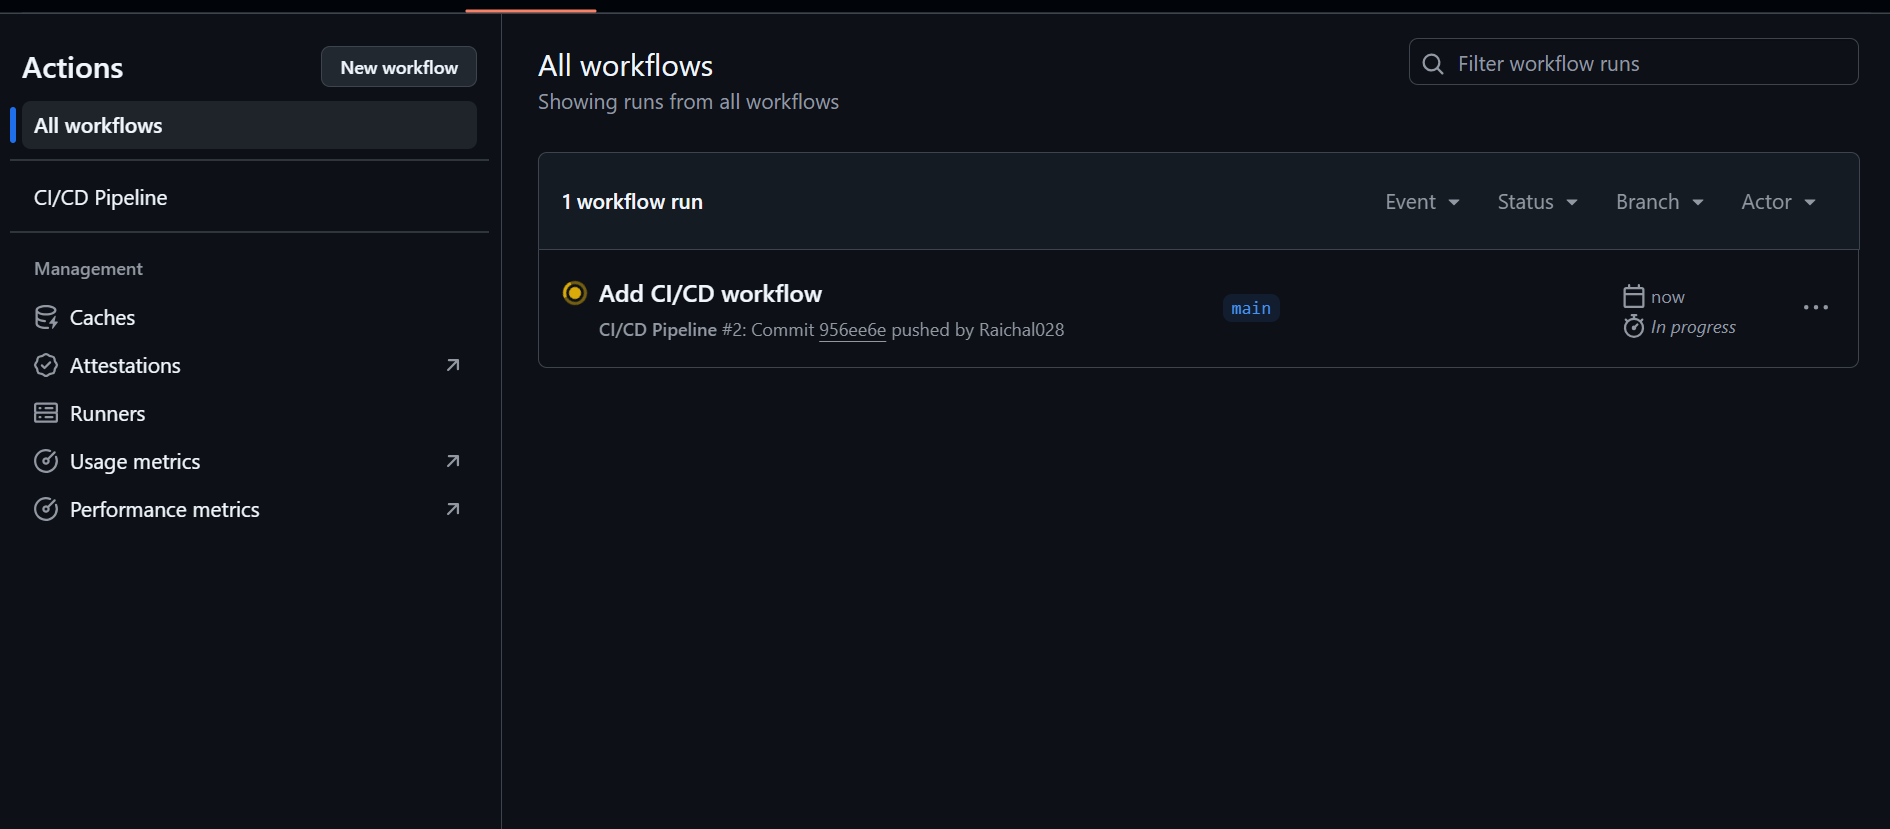 Actions
New workflow
All workflows
CI/CD Pipeline
Management
Caches
Attestations
Runners
Usage metrics
Performance metrics
All workflows
Showing runs from all workflows
Filter workflow runs
1 workflow run
Event Status Branch Actor
Add CI/CD workflow
CI/CD Pipeline #2: Commit 956ee6e pushed by Raichal028
main
now
In progress